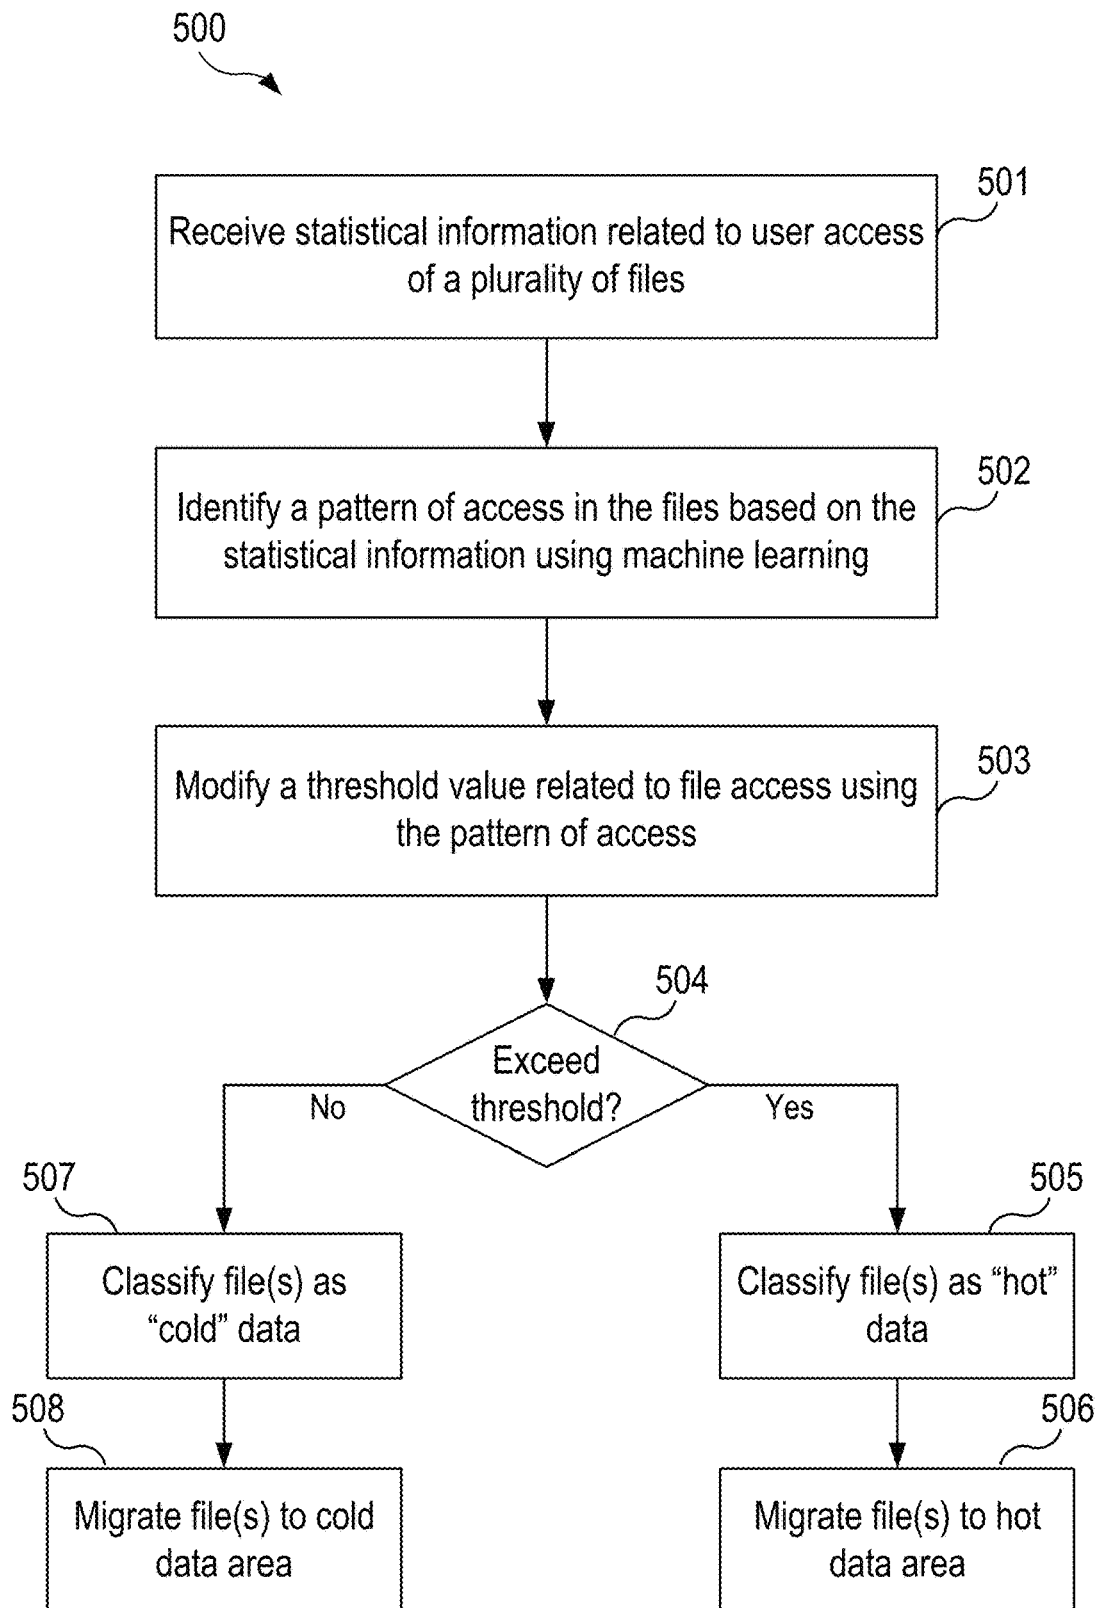 500
501
Receive statistical information related to user access
of a plurality of files
502
Identify a pattern of access in the files based on the
statistical information using machine learning
503
Modify a threshold value related to file access using
the pattern of access
504
Exceed
threshold?
No
Yes
507
Classify file(s) as
“cold” data
505
Classify file(s) as “hot”
data
508
Migrate file(s) to cold
data area
506
Migrate file(s) to hot
data area